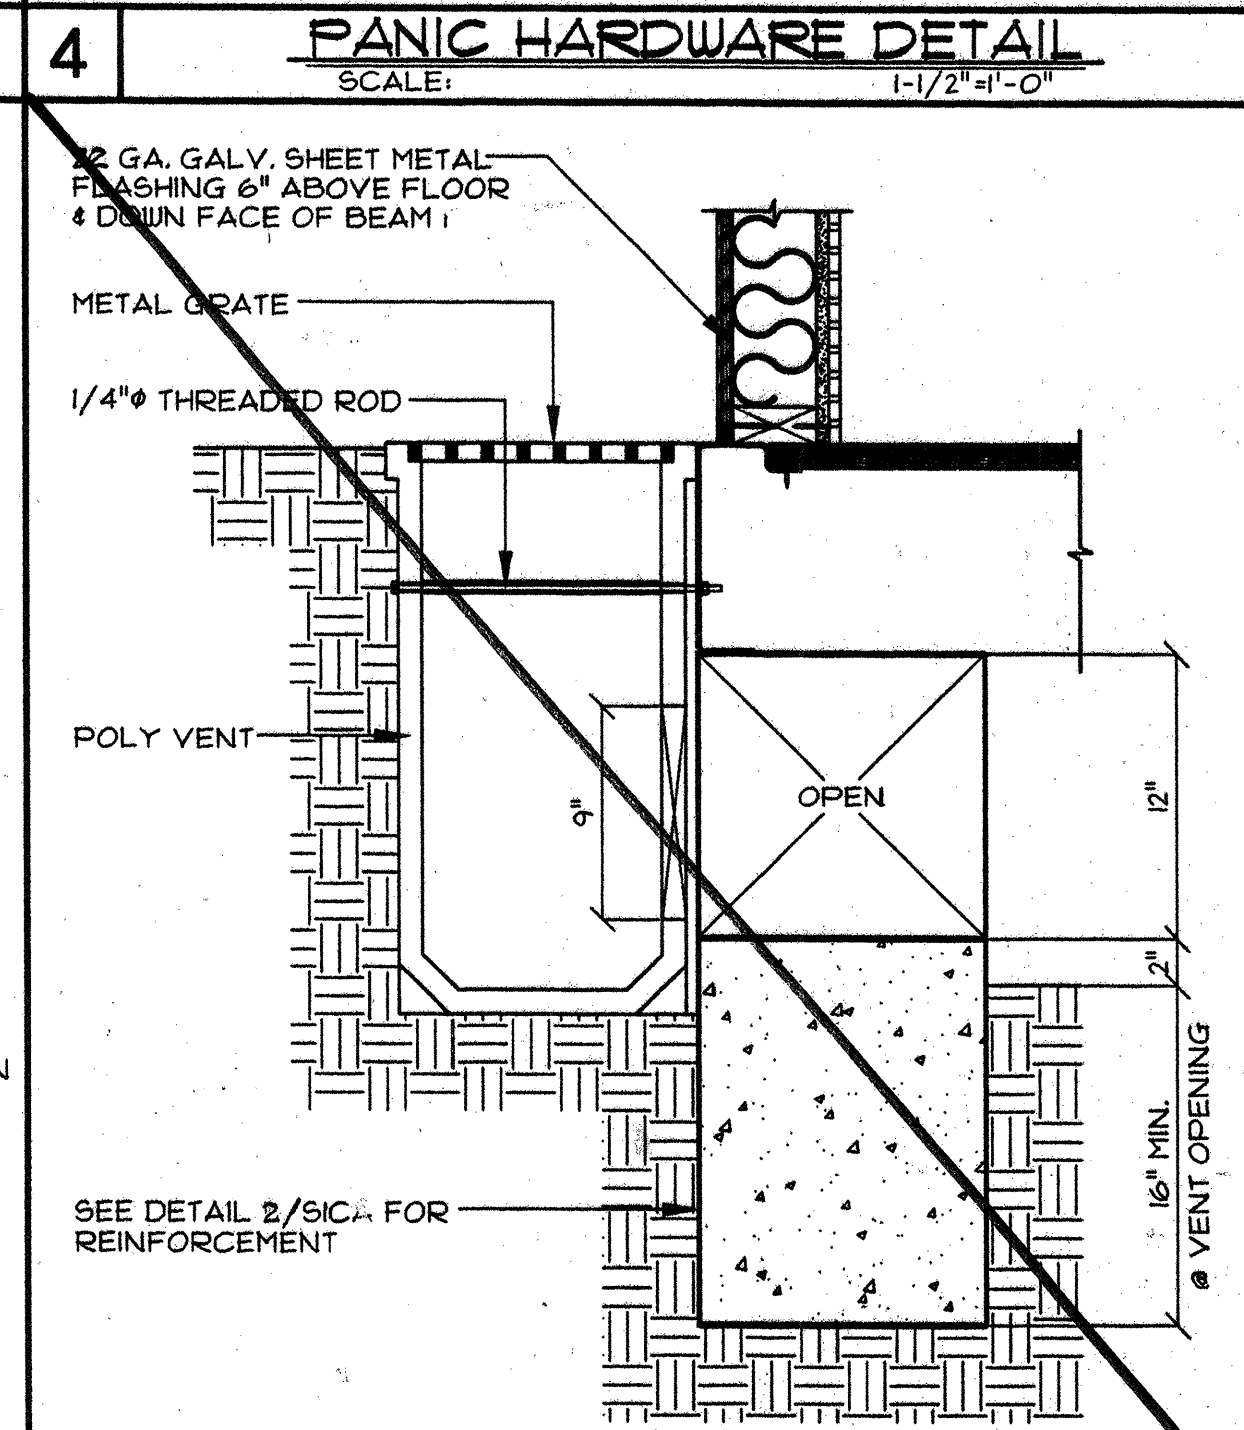 4
PANIC HARDWARE DETAIL
SCALE: 1-1/2"=1'-0"
22 GA. GALV. SHEET METAL
FLASHING 6" ABOVE FLOOR
& DOWN FACE OF BEAM
METAL GRATE
1/4"ø THREADED ROD
POLY VENT
9"
OPEN
12"
2"
16" MIN.
@ VENT OPENING
SEE DETAIL 2/ FOR
REINFORCEMENT